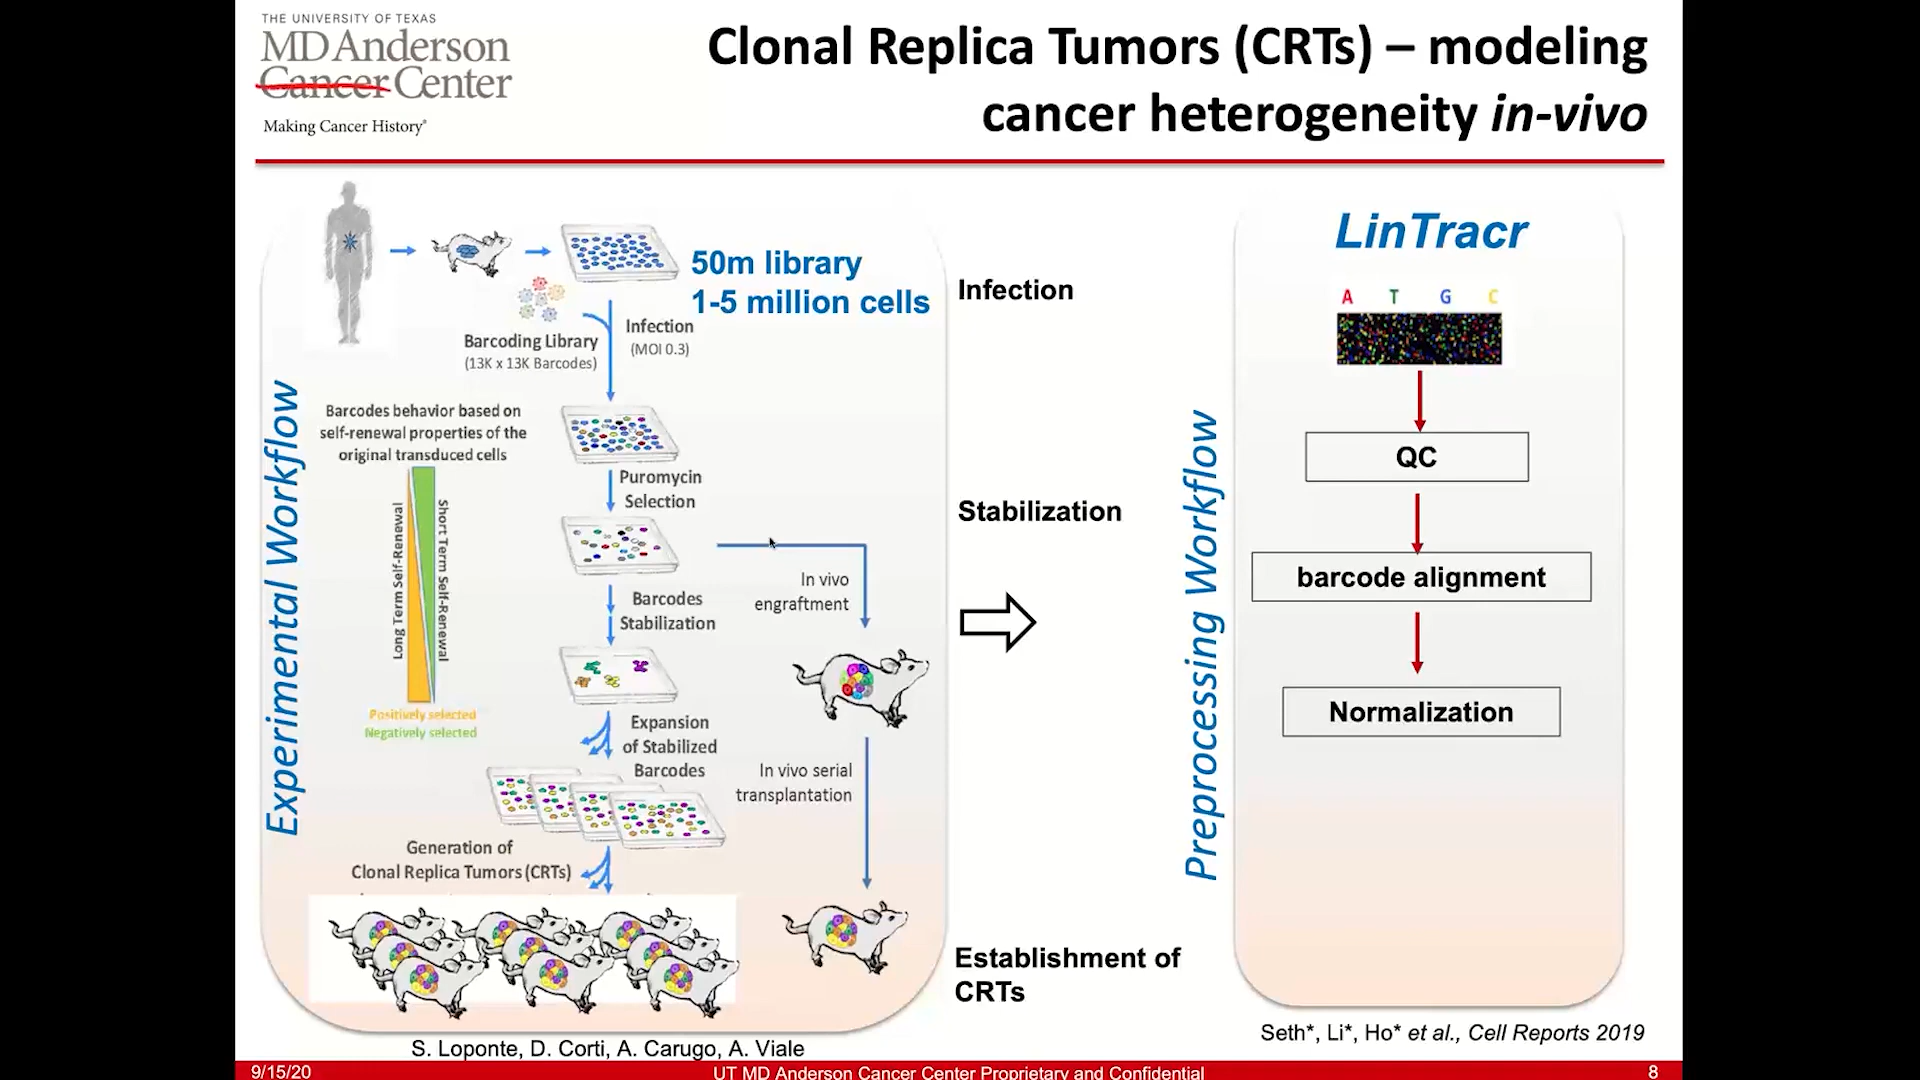 THE UNIVERSITY OF TEXAS
MD Anderson
Cancer Center
Making Cancer History®
Clonal Replica Tumors (CRTs) – modeling
cancer heterogeneity in-vivo
Experimental Workflow
50m library
1-5 million cells
Barcoding Library
(13K x 13K Barcodes)
Infection
(MOI 0.3)
Barcodes behavior based on
self-renewal properties of the
original transduced cells
Long Term Self-Renewal
Short Term Self-Renewal
Positively selected
Negatively selected
Puromycin
Selection
Barcodes
Stabilization
In vivo
engraftment
Expansion
of Stabilized
Barcodes
In vivo serial
transplantation
Generation of
Clonal Replica Tumors (CRTs)
S. Loponte, D. Corti, A. Carugo, A. Viale
Infection
Stabilization
Establishment of
CRTs
Preprocessing Workflow
LinTracr
A T G C
QC
barcode alignment
Normalization
Seth*, Li*, Ho* et al., Cell Reports 2019
9/15/20
UT MD Anderson Cancer Center Proprietary and Confidential
8